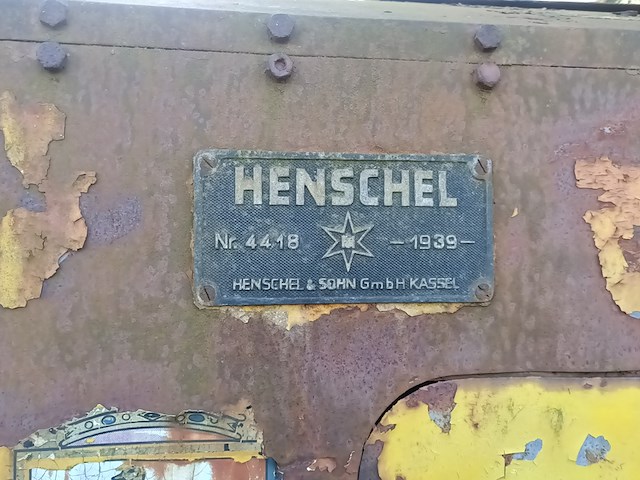 HENSCHEL
Nr. 4418 -1939-
HENSCHEL & SOHN GmbH KASSEL